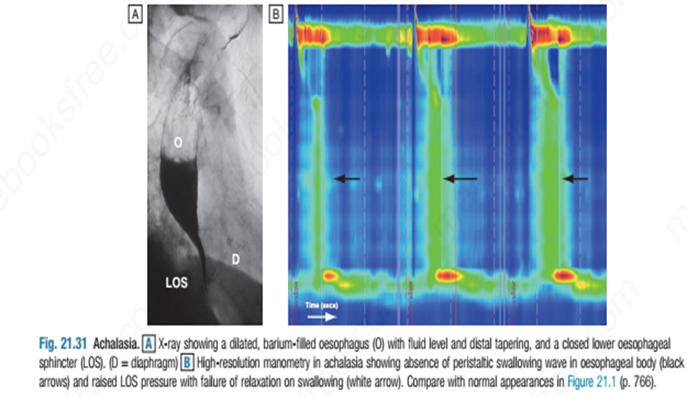 A
B
O
D
LOS
Time (secs)
Fig. 21.31 Achalasia. A X-ray showing a dilated, barium-filled oesophagus (O) with fluid level and distal tapering, and a closed lower oesophageal
sphincter (LOS). (D = diaphragm) B High-resolution manometry in achalasia showing absence of peristaltic swallowing wave in oesophageal body (black
arrows) and raised LOS pressure with failure of relaxation on swallowing (white arrow). Compare with normal appearances in Figure 21.1 (p. 766).